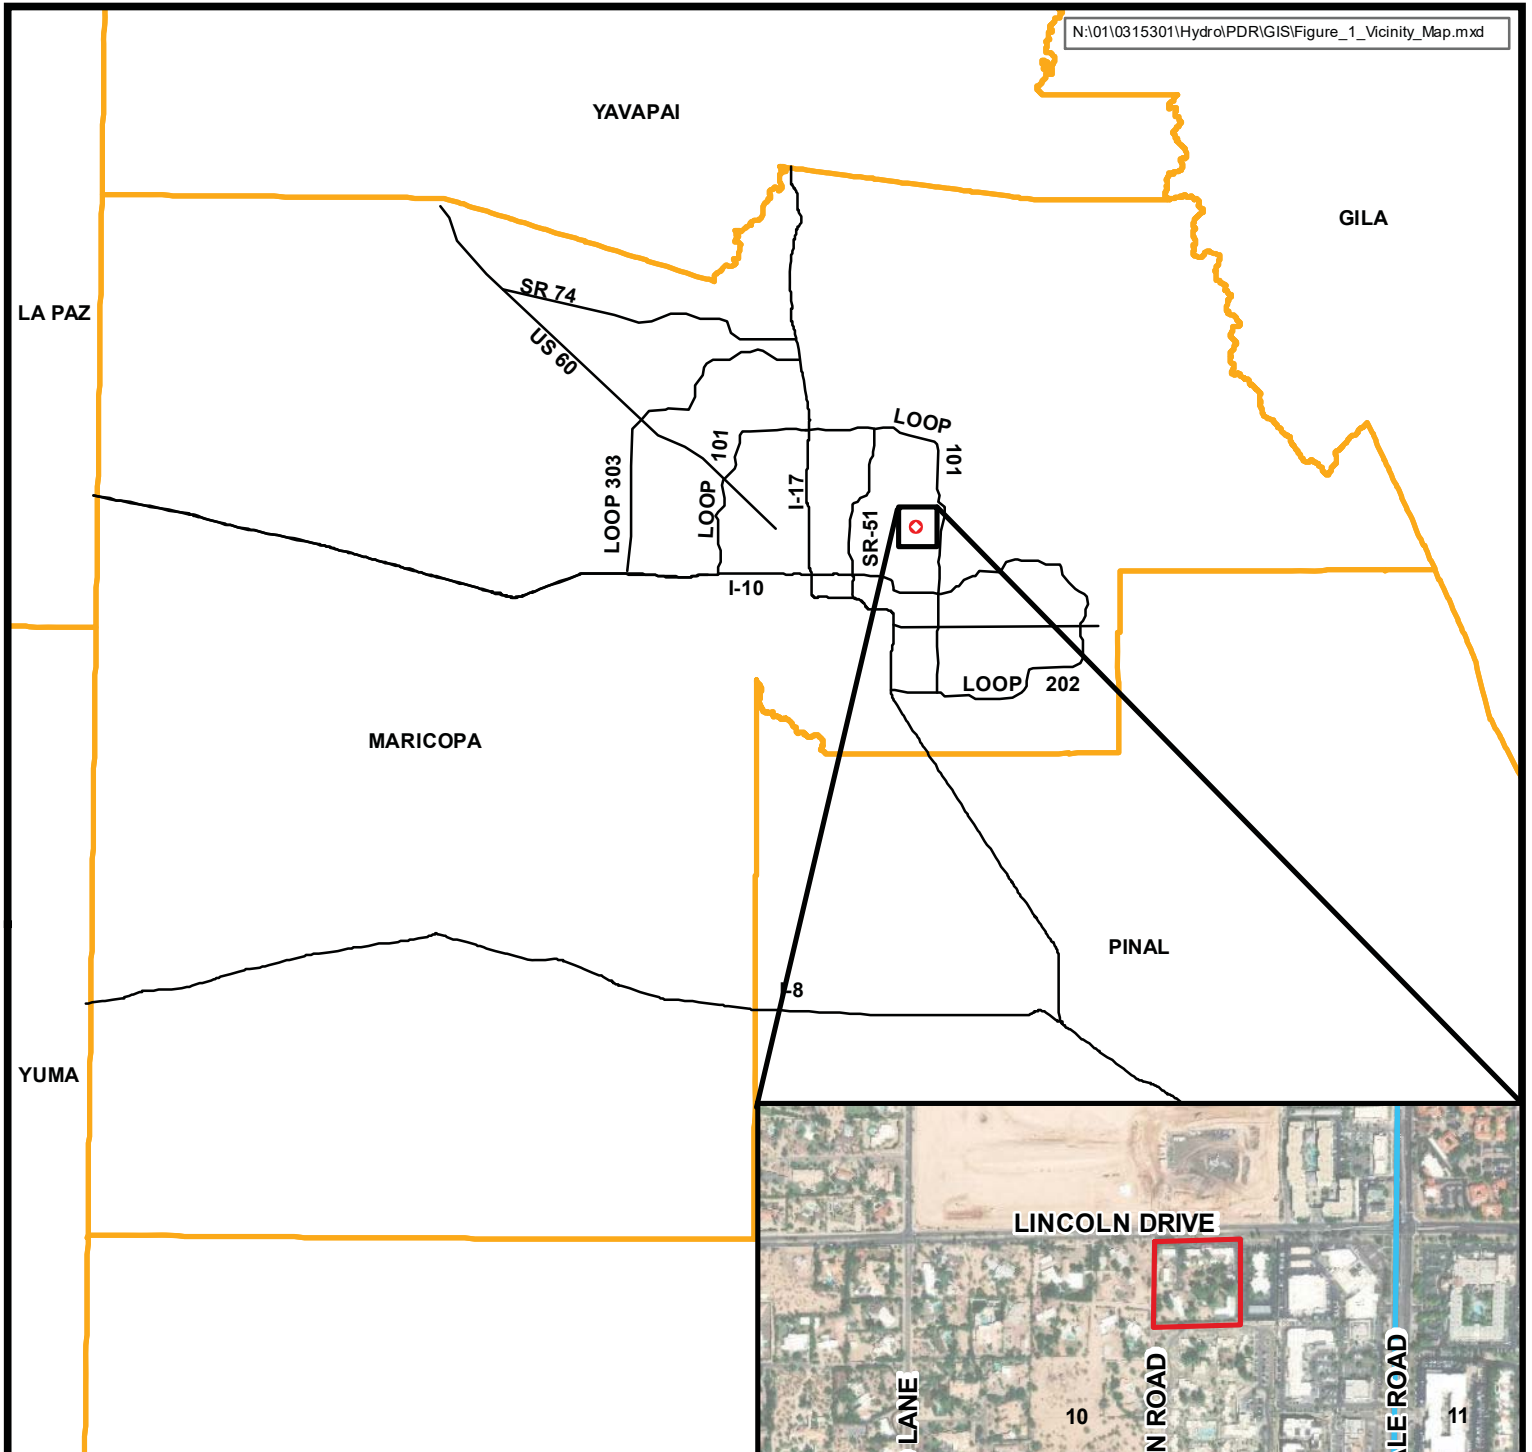 N:\01\0315301\Hydro\PDR\GIS\Figure_1_Vicinity_Map.mxd
YAVAPAI
GILA
LA PAZ
SR 74
US 60
LOOP
101
LOOP 303
LOOP
101
I-17
SR-51
I-10
LOOP 202
MARICOPA
PINAL
I-8
YUMA
LINCOLN DRIVE
LANE
10
N ROAD
LE ROAD
11